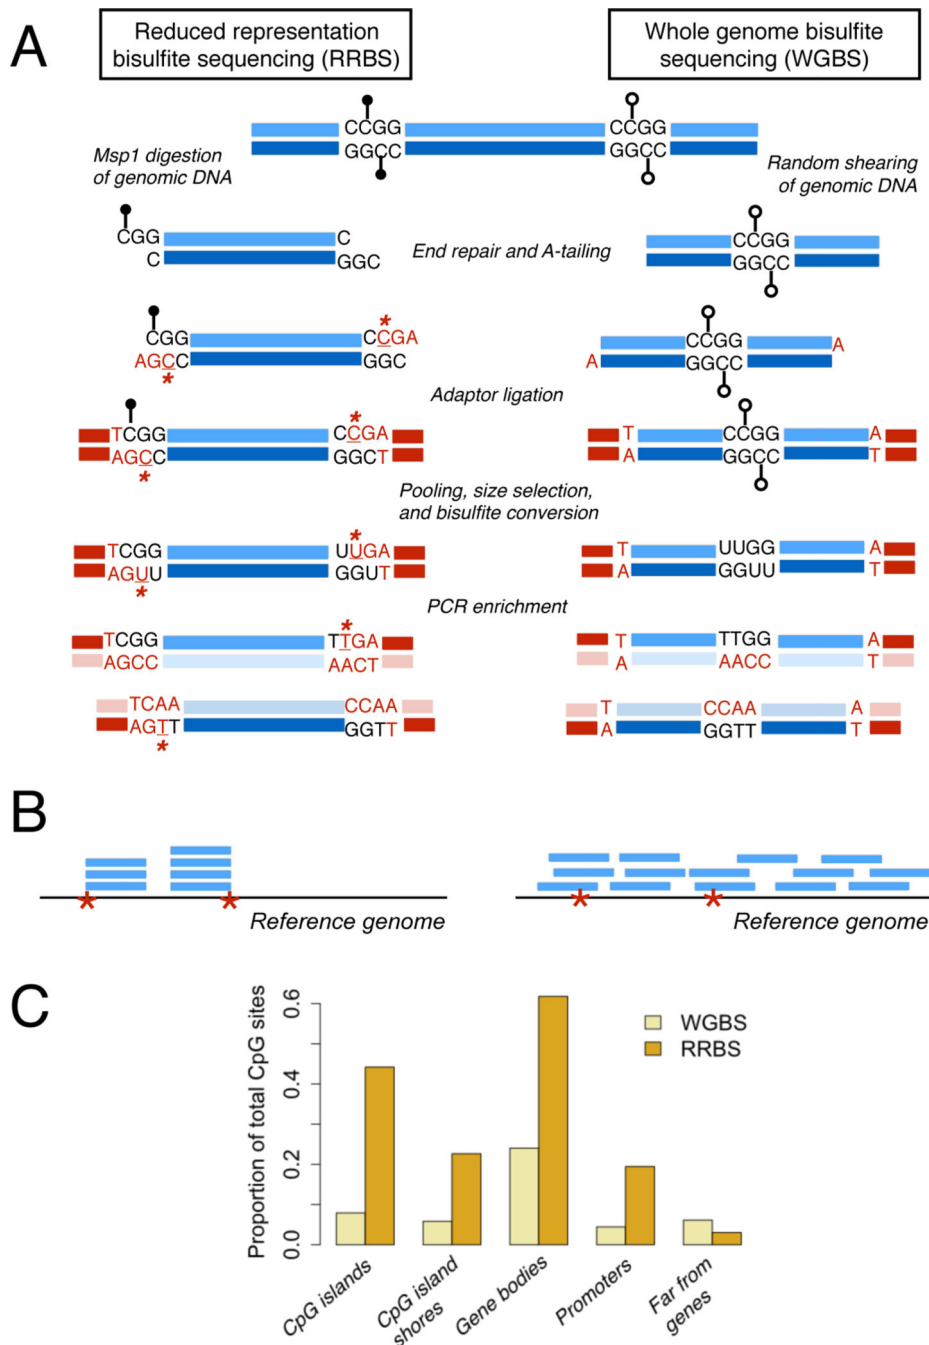 A
Reduced representation
bisulfite sequencing (RRBS)
Whole genome bisulfite
sequencing (WGBS)
CCGG
GGCC
CCGG
GGCC
Msp1 digestion
of genomic DNA
Random shearing
of genomic DNA
CGG
C
C
GGC
End repair and A-tailing
CCGG
GGCC
CGG
CCGA
*
AGCC
GGC
*
CCGG
A
A
GGCC
Adaptor ligation
TCGG
CCGA
*
AGCC
GGCT
*
T
CCGG
A
A
GGCC
T
Pooling, size selection,
and bisulfite conversion
TCGG
UUGA
*
AGUU
GGUT
*
T
UUGG
A
A
GGUU
T
PCR enrichment
TCGG
TTGA
*
AGCC
AACT
T
TTGG
A
A
AACC
T
TCAA
CCAA
AGTT
GGTT
*
T
CCAA
A
A
GGTT
T
B
* *
Reference genome
* *
Reference genome
C
Proportion of total CpG sites
0.6
0.4
0.2
0.0
WGBS
RRBS
CpG islands
CpG island
shores
Gene bodies
Promoters
Far from
genes